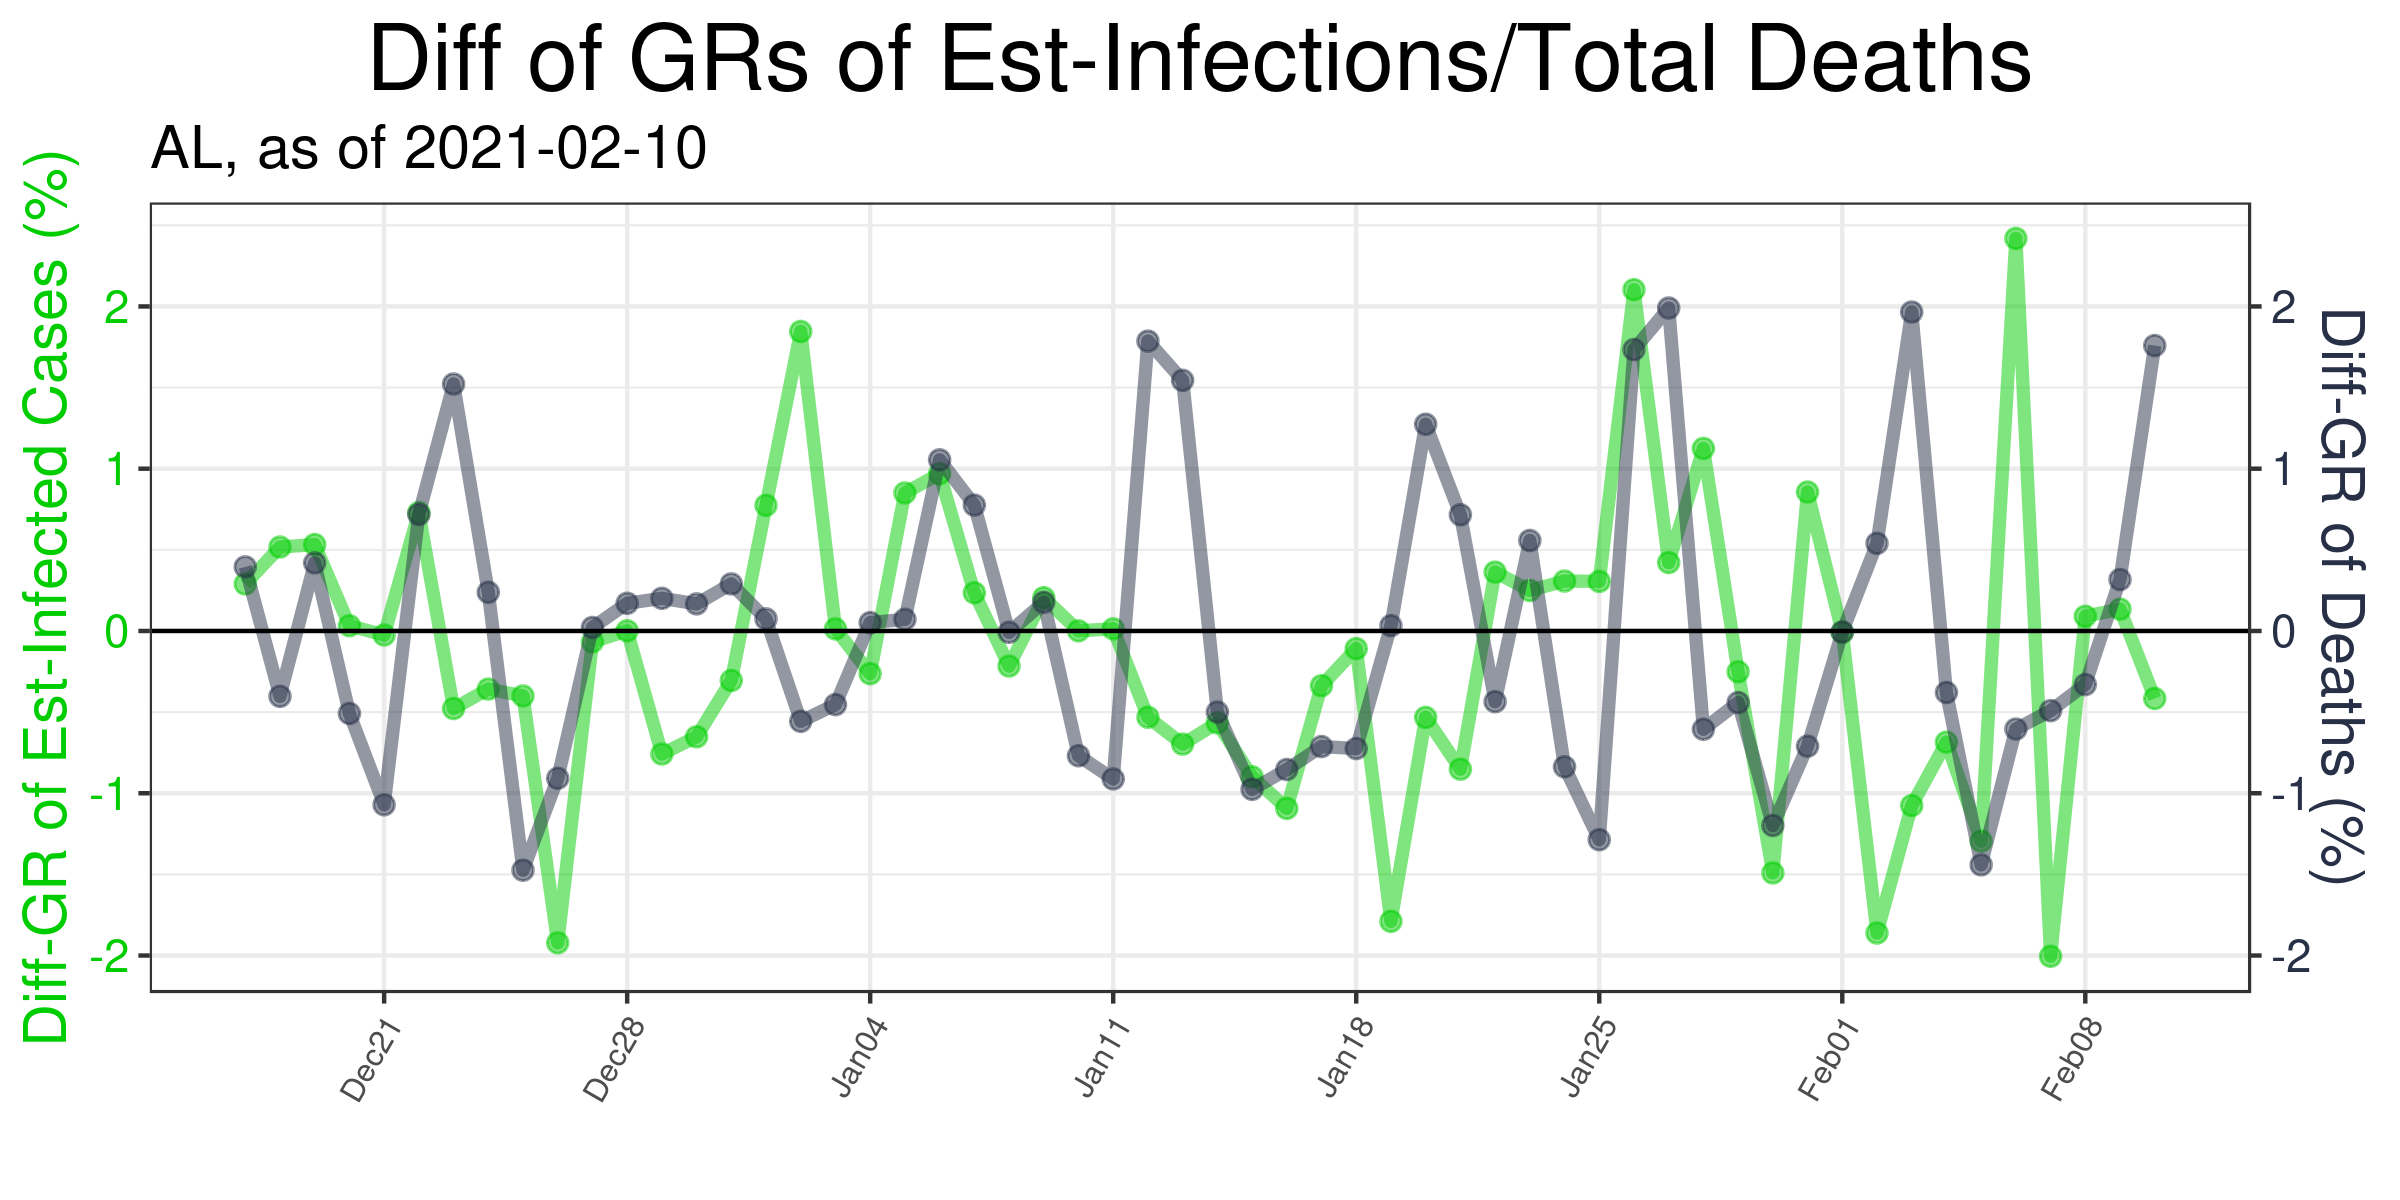 Diff of GRs of Est-Infections/Total Deaths
AL, as of 2021-02-10
Diff-GR of Est-Infected Cases (%)
2
1
0
-1
-2
2
1
0
-1
-2
Diff-GR of Deaths (%)
Dec21
Dec28
Jan04
Jan11
Jan18
Jan25
Feb01
Feb08